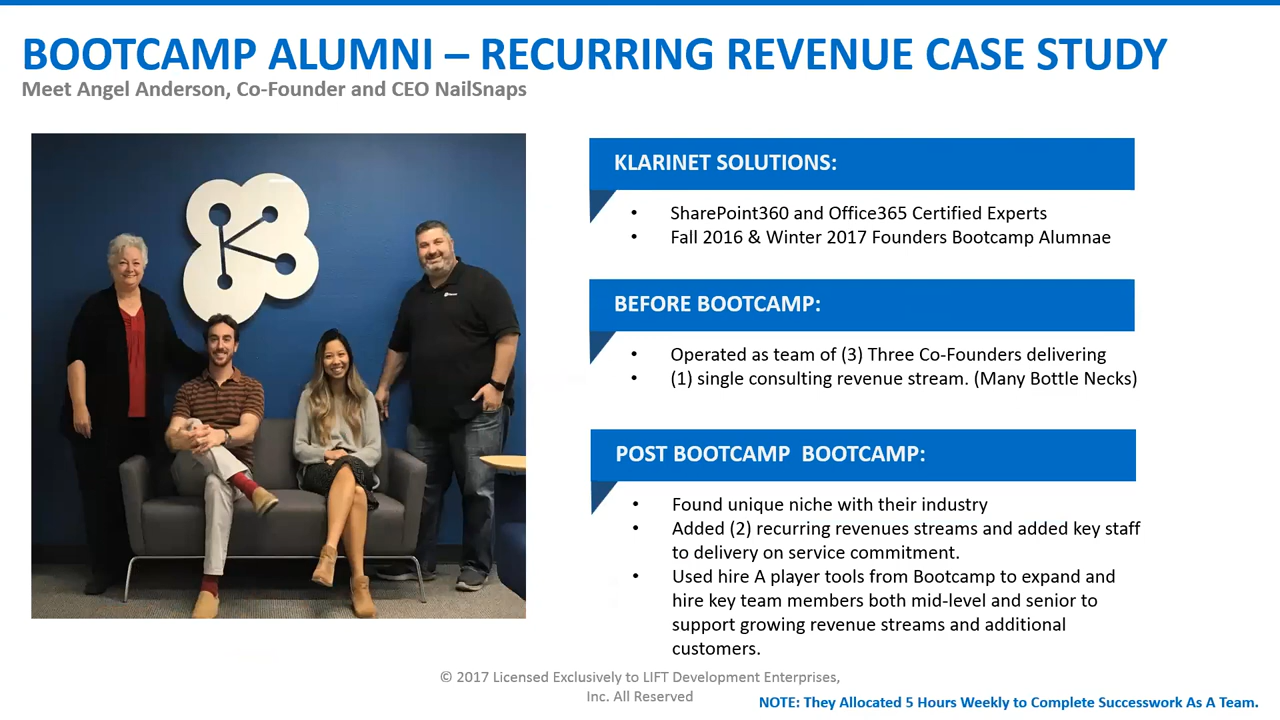 BOOTCAMP ALUMNI – RECURRING REVENUE CASE STUDY
Meet Angel Anderson, Co-Founder and CEO NailSnaps
KLARINET SOLUTIONS:
• SharePoint360 and Office365 Certified Experts
• Fall 2016 & Winter 2017 Founders Bootcamp Alumnae
BEFORE BOOTCAMP:
• Operated as team of (3) Three Co-Founders delivering
• (1) single consulting revenue stream. (Many Bottle Necks)
POST BOOTCAMP BOOTCAMP:
• Found unique niche with their industry
• Added (2) recurring revenues streams and added key staff
to delivery on service commitment.
• Used hire A player tools from Bootcamp to expand and
hire key team members both mid-level and senior to
support growing revenue streams and additional
customers.
© 2017 Licensed Exclusively to LIFT Development Enterprises,
Inc. All Reserved
NOTE: They Allocated 5 Hours Weekly to Complete Successwork As A Team.